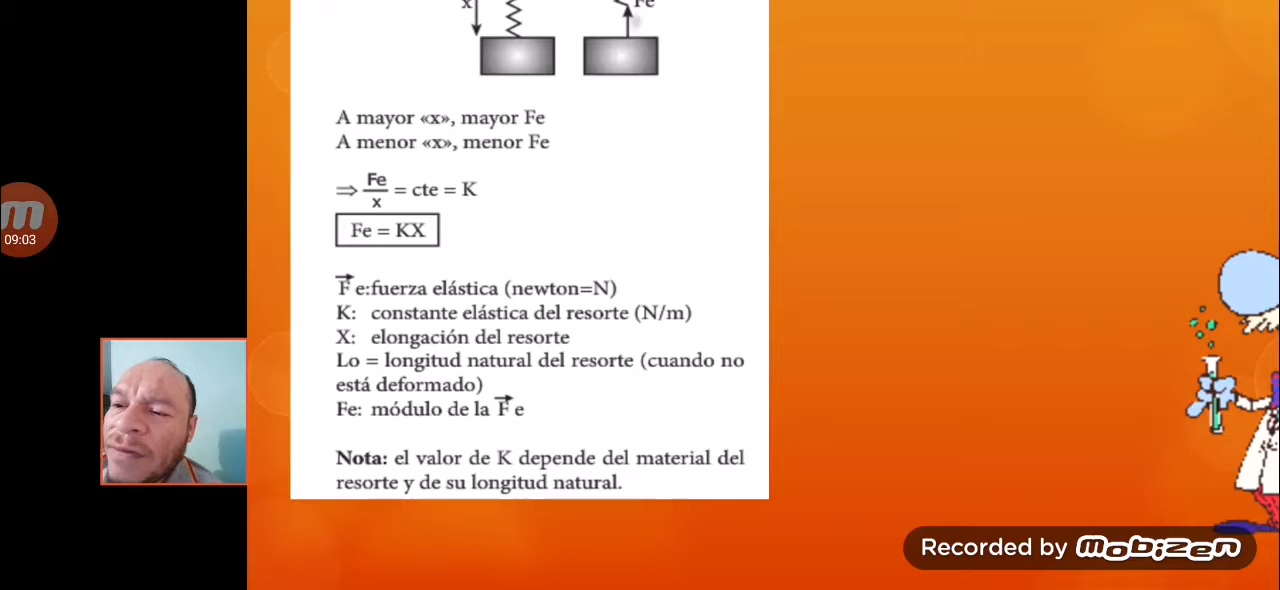 x
Fe
A mayor «x», mayor Fe
A menor «x», menor Fe
⇒ Fe/x = cte = K
Fe = KX
F⃗e:fuerza elástica (newton=N)
K: constante elástica del resorte (N/m)
X: elongación del resorte
Lo = longitud natural del resorte (cuando no
está deformado)
Fe: módulo de la F⃗e
Nota: el valor de K depende del material del
resorte y de su longitud natural.
m
09:03
Recorded by Mobizen